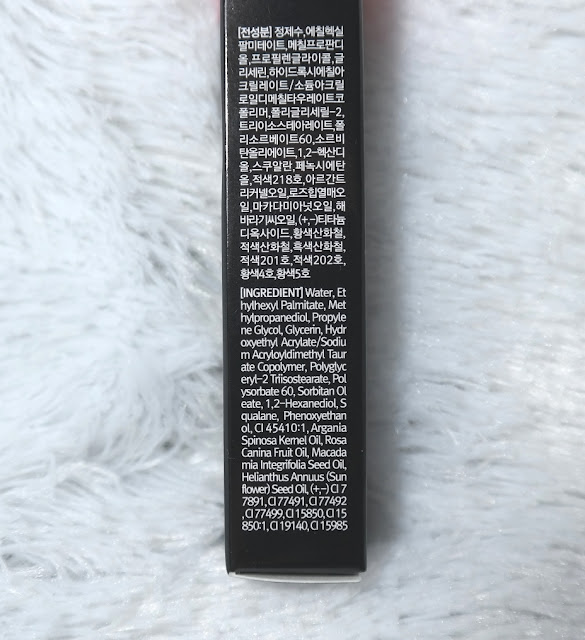 [전성분] 정제수,에칠헥실
팔미테이트,메칠프로판디
올,프로필렌글라이콜,글
리세린,하이드록시에칠아
크릴레이트/소듐아크릴
로일디메칠타우레이트코
폴리머,폴리글리세릴-2,
트리이소스테아레이트,폴
리소르베이트60,소르비
탄올리에이트,1,2-헥산디
올,스쿠알란,페녹시에탄
올,적색218호,아르간트
리커넬오일,로즈힙열매오
일,마카다미아넛오일,해
바라기씨오일,(+,-)티타늄
디옥사이드,황색산화철,
적색산화철,흑색산화철,
적색201호,적색202호,
황색4호,황색5호
[INGREDIENT] Water, Et
hylhexyl Palmitate, Met
hylpropanediol, Propyle
ne Glycol, Glycerin, Hydr
oxyethyl Acrylate/Sodiu
m Acryloyldimethyl Taur
ate Copolymer, Polyglyc
eryl-2 Triisostearate, Pol
ysorbate 60, Sorbitan Ol
eate, 1,2-Hexanediol, S
qualane, Phenoxyethan
ol, CI 45410:1, Argania
Spinosa Kernel Oil, Rosa
Canina Fruit Oil, Macada
mia Integrifolia Seed Oil,
Helianthus Annuus (Sun
flower) Seed Oil, (+,-) CI 7
7891, CI 77491, CI 77492
, CI 77499, CI 15850, CI 15
850:1, CI 19140, CI 15985